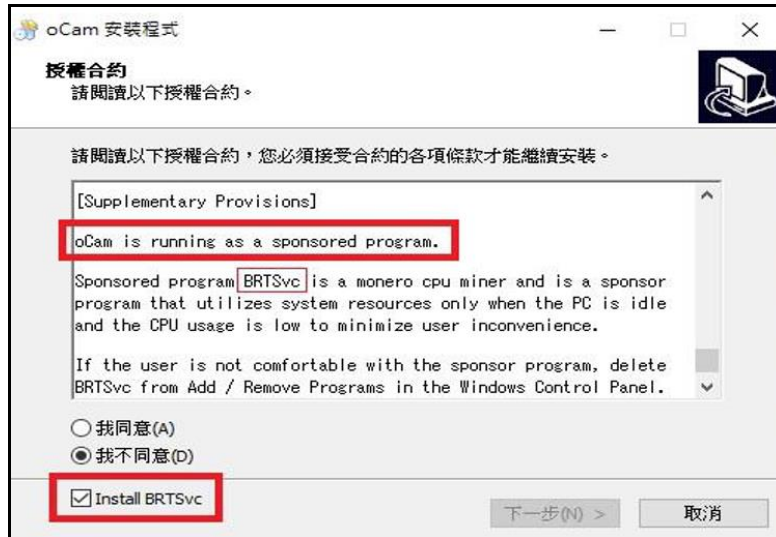 oCam 安裝程式
授權合約
請閱讀以下授權合約。
請閱讀以下授權合約，您必須接受合約的各項條款才能繼續安裝。
[Supplementary Provisions]
oCam is running as a sponsored program.
Sponsored program BRTSvc is a monero cpu miner and is a sponsor
program that utilizes system resources only when the PC is idle
and the CPU usage is low to minimize user inconvenience.
If the user is not comfortable with the sponsor program, delete
BRTSvc from Add / Remove Programs in the Windows Control Panel.
我同意(A)
我不同意(D)
Install BRTSvc
下一步(N) >
取消